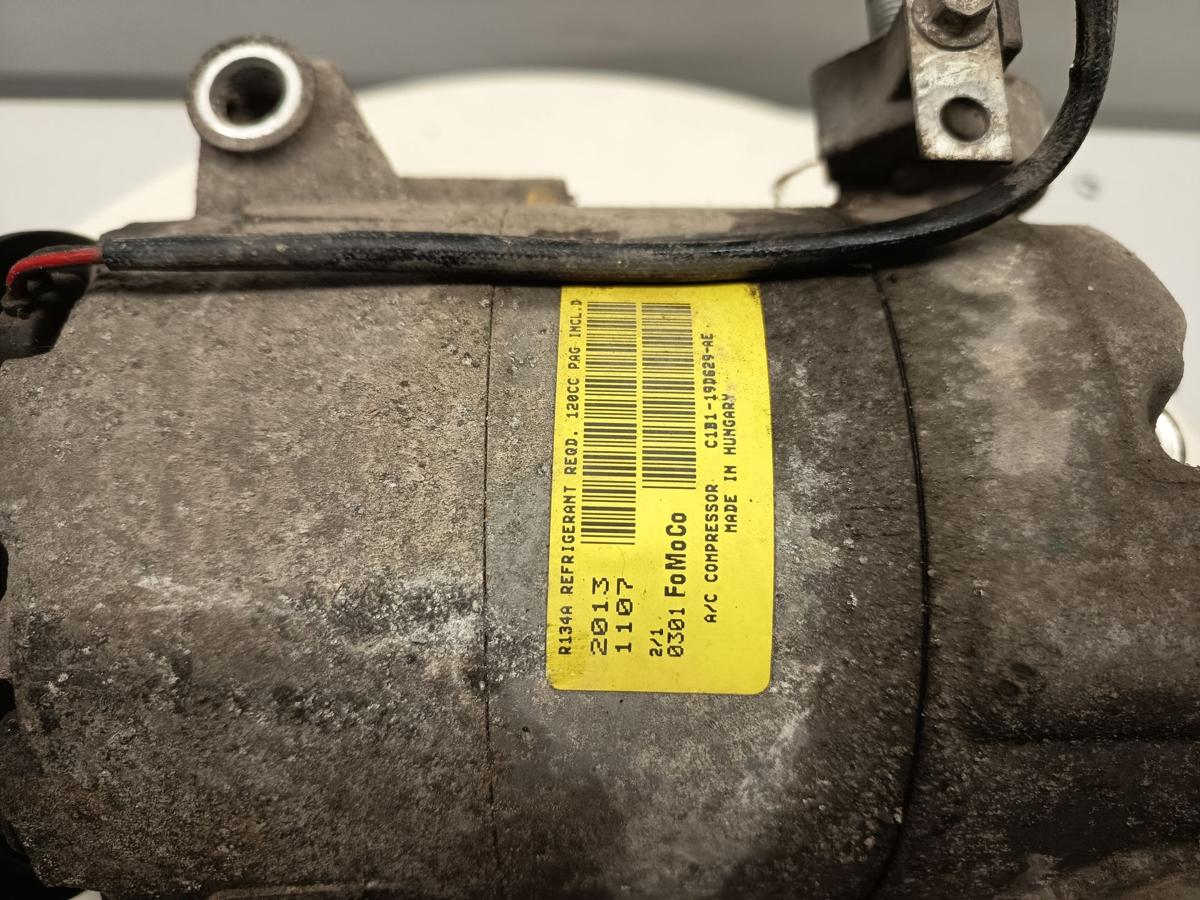 R134A REFRIGERANT REQD. 120CC PAG INCL.D
2013
1107
2/1
0301 FoMoCo
A/C COMPRESSOR C1B1-19D629-AE
MADE IN HUNGARY